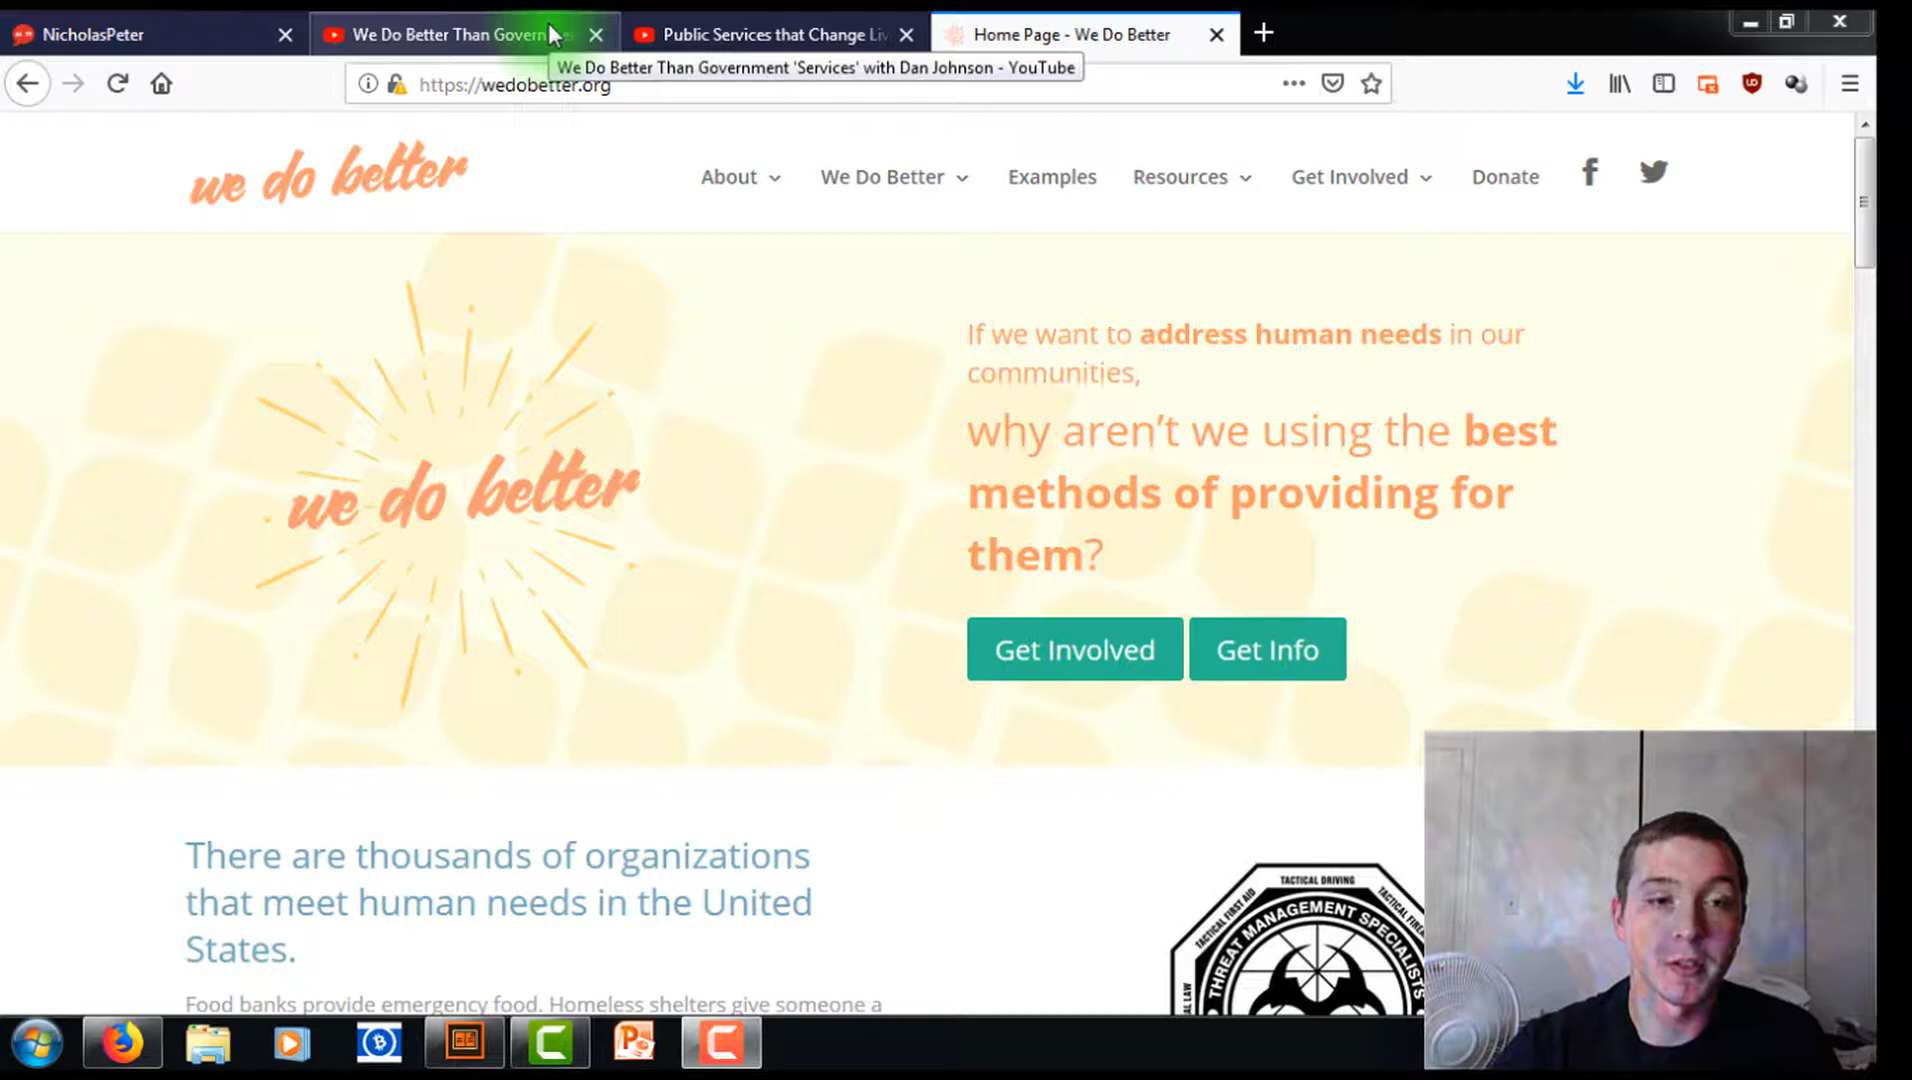 NicholasPeter
We Do Better Than Govern
Public Services that Change Liv
Home Page - We Do Better
We Do Better Than Government 'Services' with Dan Johnson - YouTube
https://wedobetter.org
we do better
About
We Do Better
Examples
Resources
Get Involved
Donate
If we want to address human needs in our
communities,
why aren't we using the best
methods of providing for
them?
we do better
Get Involved
Get Info
There are thousands of organizations
that meet human needs in the United
States.
Food banks provide emergency food. Homeless shelters give someone a
TACTICAL DRIVING
TACTICAL FIRST AID
THREAT MANAGEMENT SPECIALISTS